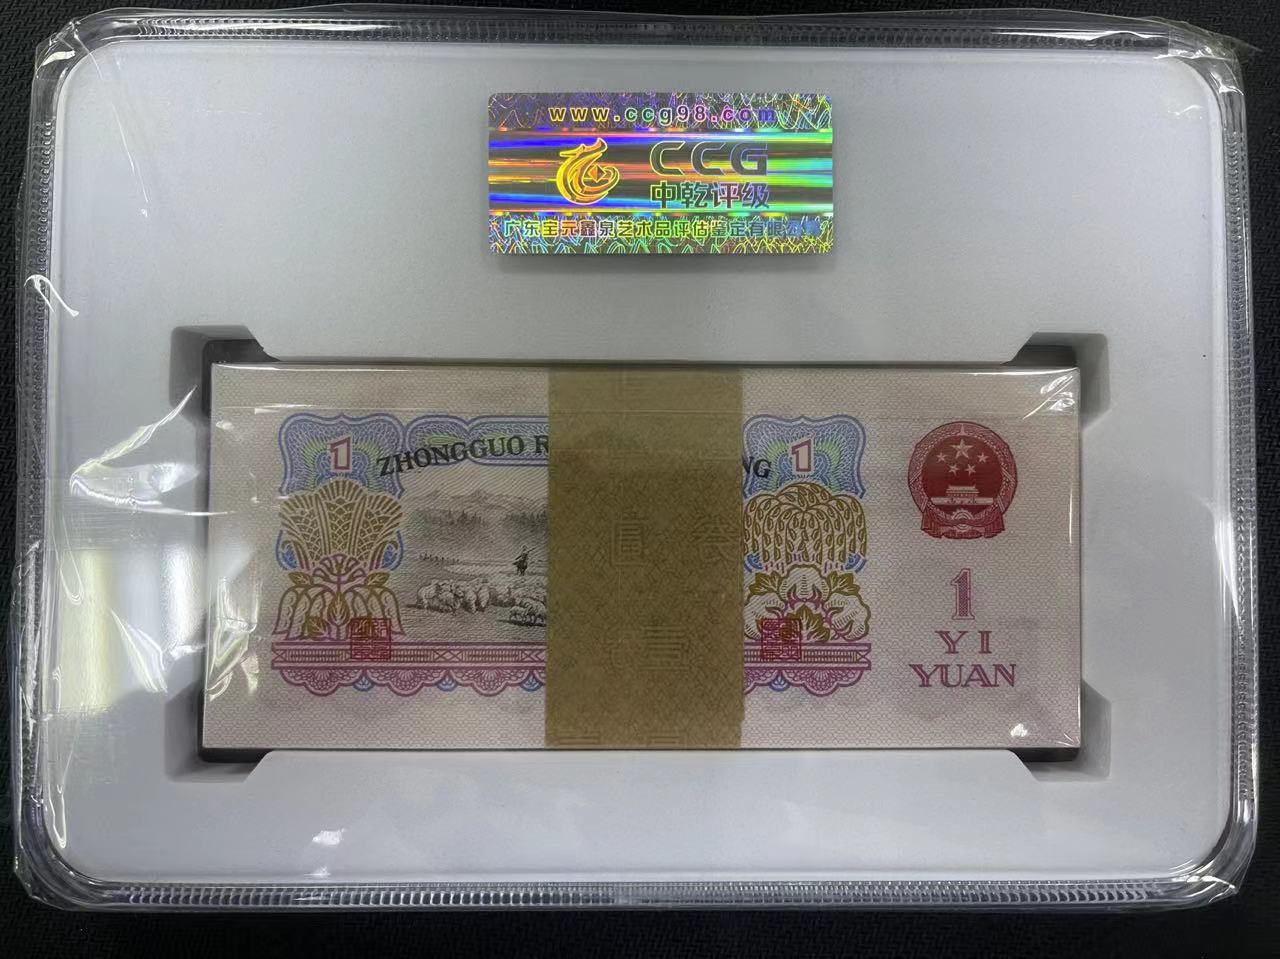 www.ccg98.com
CCG
中乾评级
广东宝元鑫泉艺术品评估鉴定有限公司
1
ZHONGGUO R
NG
1
1
YI
YUAN